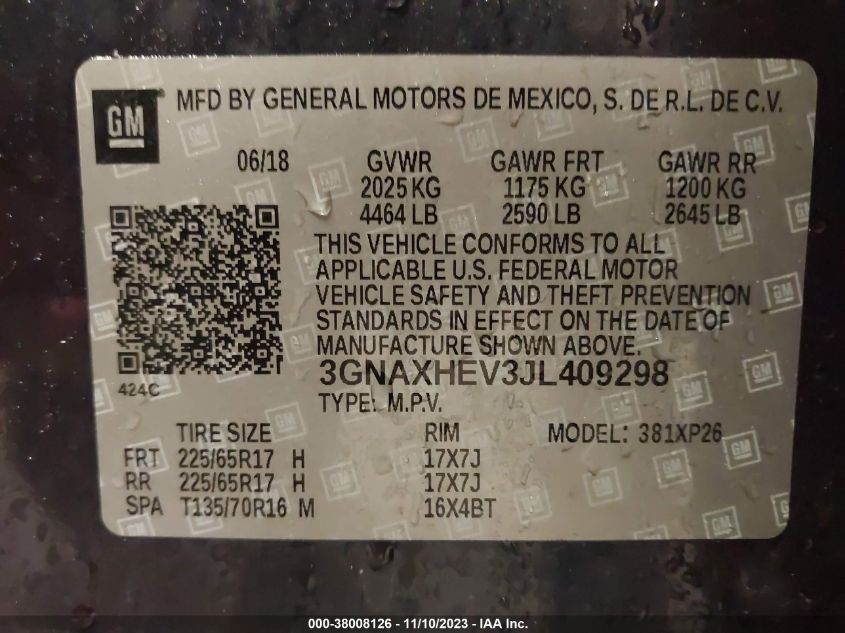 GM
MFD BY GENERAL MOTORS DE MEXICO, S. DE R.L. DE C.V.
06/18 GVWR GAWR FRT GAWR RR
2025 KG 1175 KG 1200 KG
4464 LB 2590 LB 2645 LB
THIS VEHICLE CONFORMS TO ALL
APPLICABLE U.S. FEDERAL MOTOR
VEHICLE SAFETY AND THEFT PREVENTION
STANDARDS IN EFFECT ON THE DATE OF
MANUFACTURE SHOWN ABOVE.
424C
3GNAXHEV3JL409298
TYPE: M.P.V.
TIRE SIZE RIM MODEL: 381XP26
FRT 225/65R17 H 17X7J
RR 225/65R17 H 17X7J
SPA T135/70R16 M 16X4BT
000-38008126 - 11/10/2023 - IAA Inc.